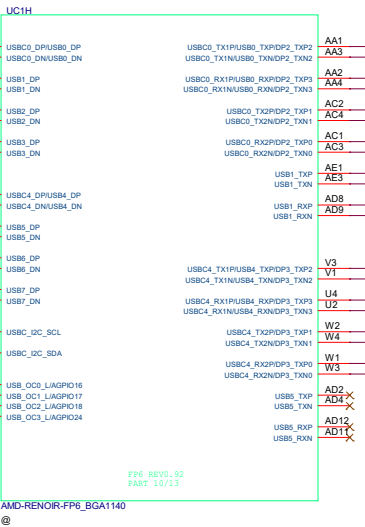 UC1H
USBC0_DP/USB0_DP
USBC0_DN/USB0_DN
USB1_DP
USB1_DN
USB2_DP
USB2_DN
USB3_DP
USB3_DN
USBC4_DP/USB4_DP
USBC4_DN/USB4_DN
USB5_DP
USB5_DN
USB6_DP
USB6_DN
USB7_DP
USB7_DN
USBC_I2C_SCL
USBC_I2C_SDA
USB_OC0_L/AGPIO16
USB_OC1_L/AGPIO17
USB_OC2_L/AGPIO18
USB_OC3_L/AGPIO24
USBC0_TX1P/USB0_TXP/DP2_TXP2 AA1
USBC0_TX1N/USB0_TXN/DP2_TXN2 AA3
USBC0_RX1P/USB0_RXP/DP2_TXP3 AA2
USBC0_RX1N/USB0_RXN/DP2_TXN3 AA4
USBC0_TX2P/DP2_TXP1 AC2
USBC0_TX2N/DP2_TXN1 AC4
USBC0_RX2P/DP2_TXP0 AC1
USBC0_RX2N/DP2_TXN0 AC3
USB1_TXP AE1
USB1_TXN AE3
USB1_RXP AD8
USB1_RXN AD9
USBC4_TX1P/USB4_TXP/DP3_TXP2 V3
USBC4_TX1N/USB4_TXN/DP3_TXN2 V1
USBC4_RX1P/USB4_RXP/DP3_TXP3 U4
USBC4_RX1N/USB4_RXN/DP3_TXN3 U2
USBC4_TX2P/DP3_TXP1 W2
USBC4_TX2N/DP3_TXN1 W4
USBC4_RX2P/DP3_TXP0 W1
USBC4_RX2N/DP3_TXN0 W3
USB5_TXP AD2
USB5_TXN AD4
USB5_RXP AD12
USB5_RXN AD11
FP6 REV0.92
PART 10/13
AMD-RENOIR-FP6_BGA1140
@